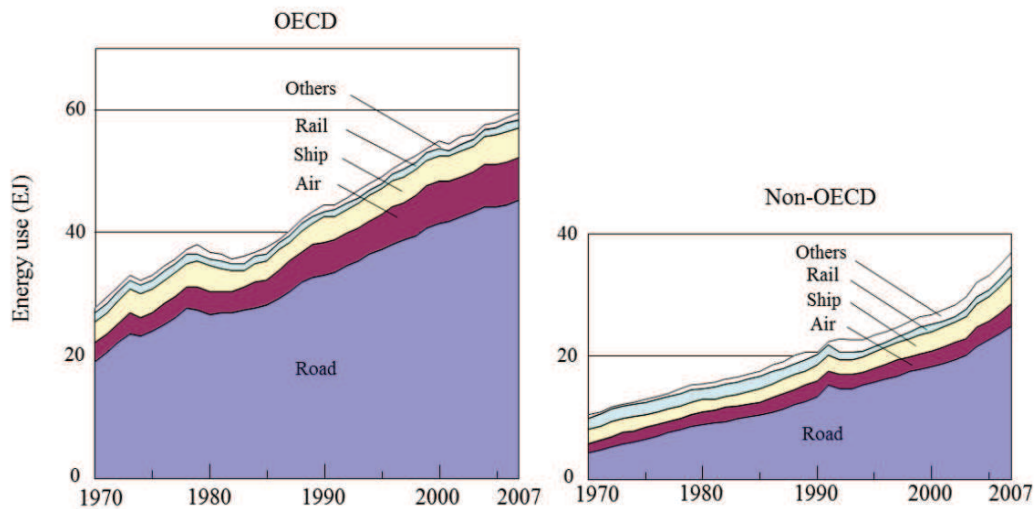 OECD
Energy use (EJ)
60
40
20
0
Others
Rail
Ship
Air
Road
1970
1980
1990
2000
2007
Non-OECD
40
20
0
Others
Rail
Ship
Air
Road
1970
1980
1990
2000
2007